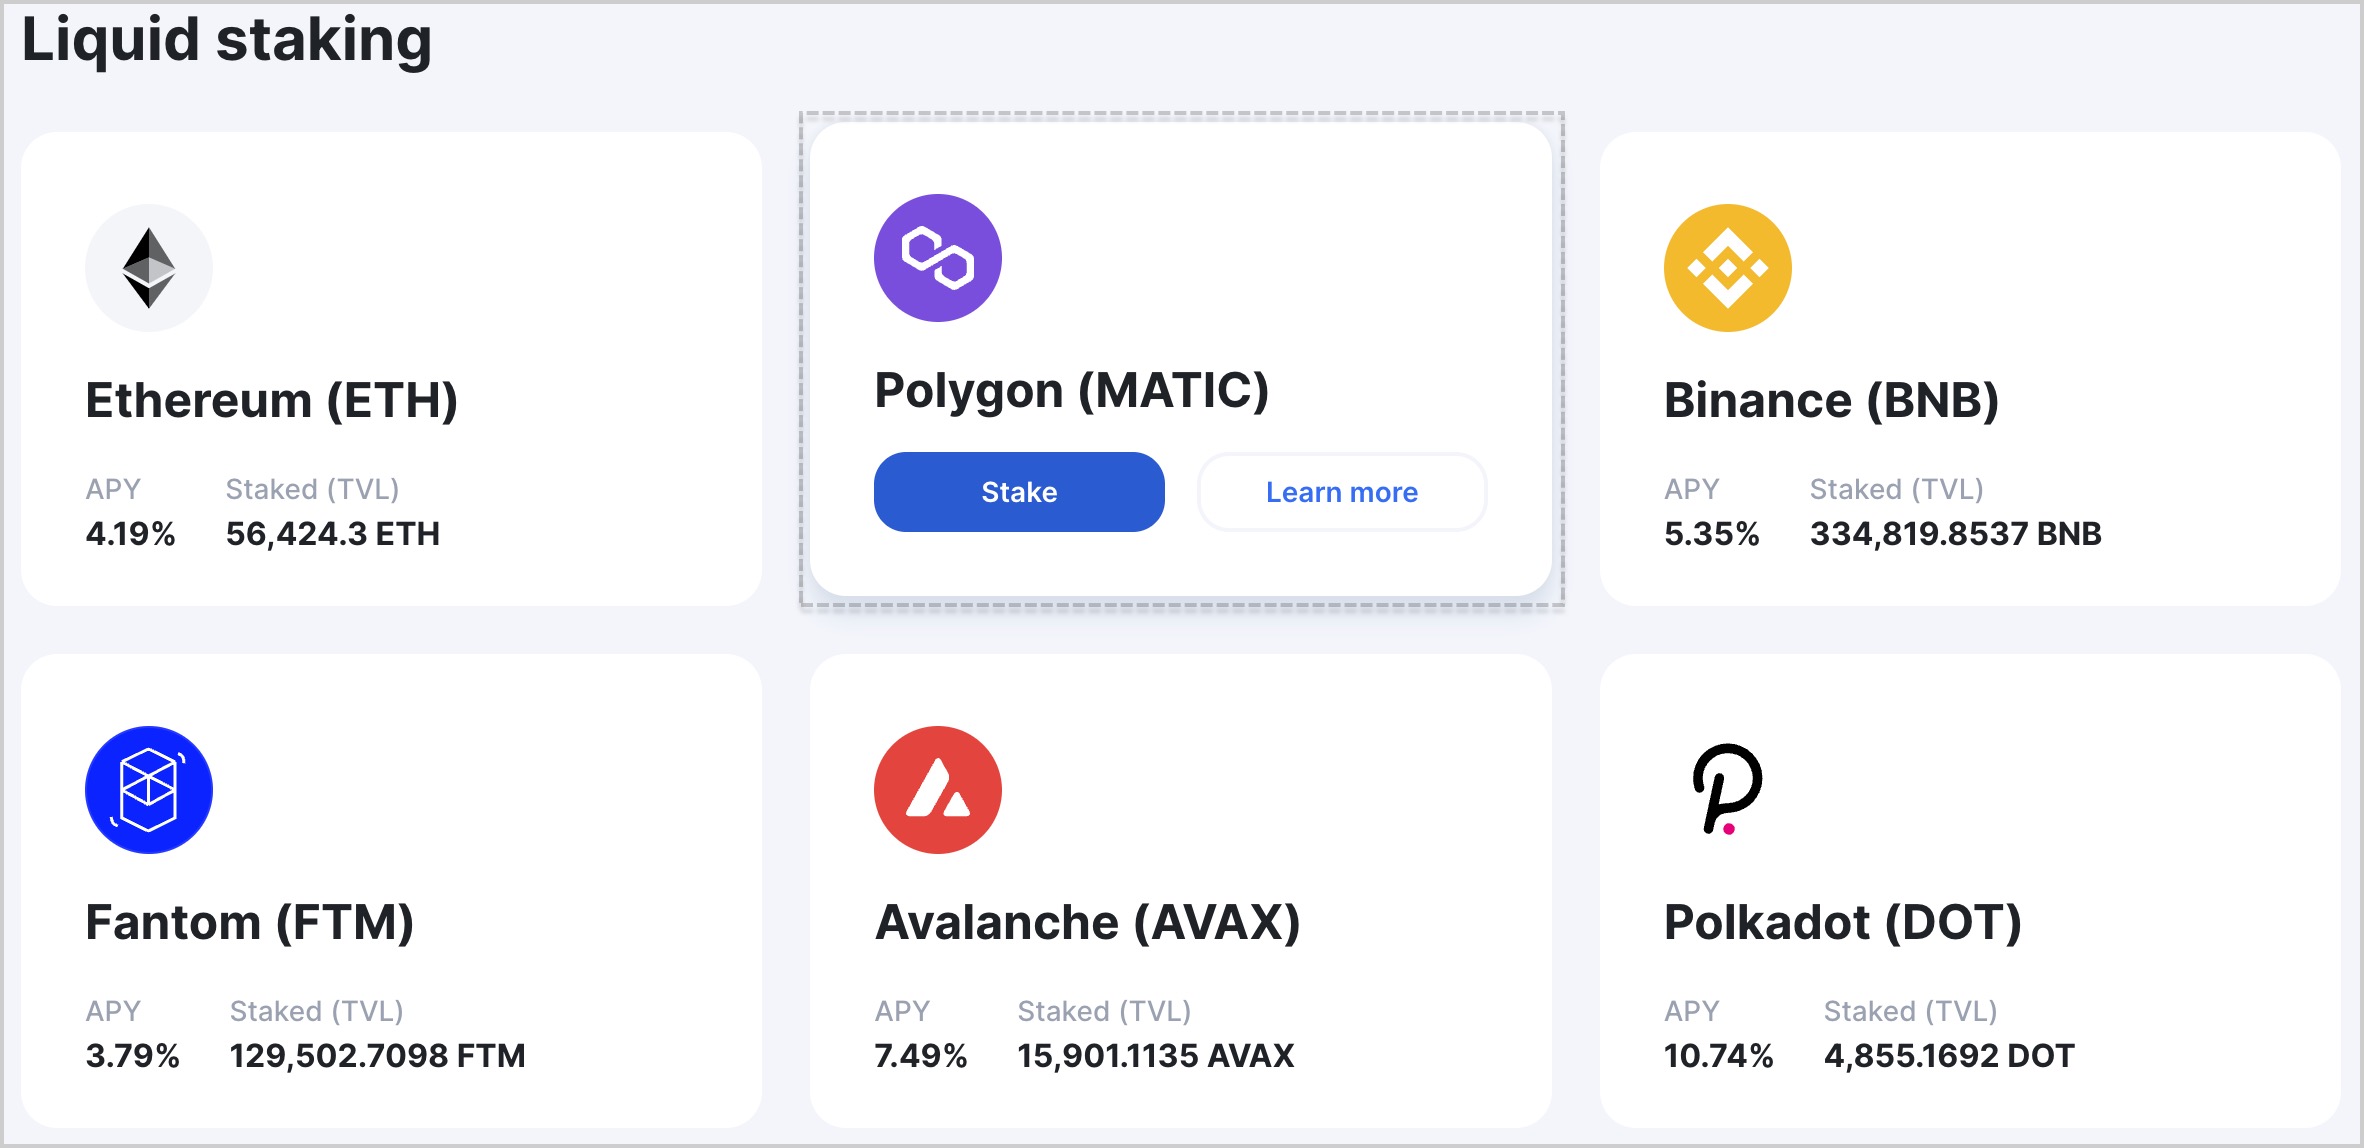 Liquid staking
Ethereum (ETH)
APY Staked (TVL)
4.19% 56,424.3 ETH
Polygon (MATIC)
Stake Learn more
Binance (BNB)
APY Staked (TVL)
5.35% 334,819.8537 BNB
Fantom (FTM)
APY Staked (TVL)
3.79% 129,502.7098 FTM
Avalanche (AVAX)
APY Staked (TVL)
7.49% 15,901.1135 AVAX
Polkadot (DOT)
APY Staked (TVL)
10.74% 4,855.1692 DOT